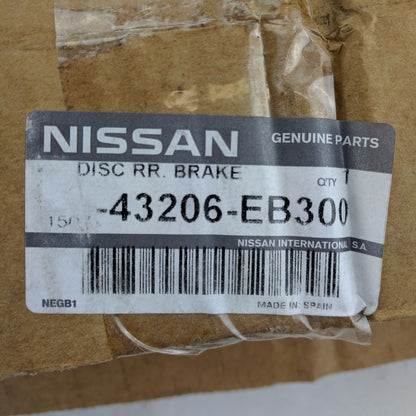 NISSAN GENUINE PARTS
DISC RR. BRAKE QTY 1
-43206-EB300
NISSAN INTERNATIONAL S.A.
NEGB1 MADE IN SPAIN